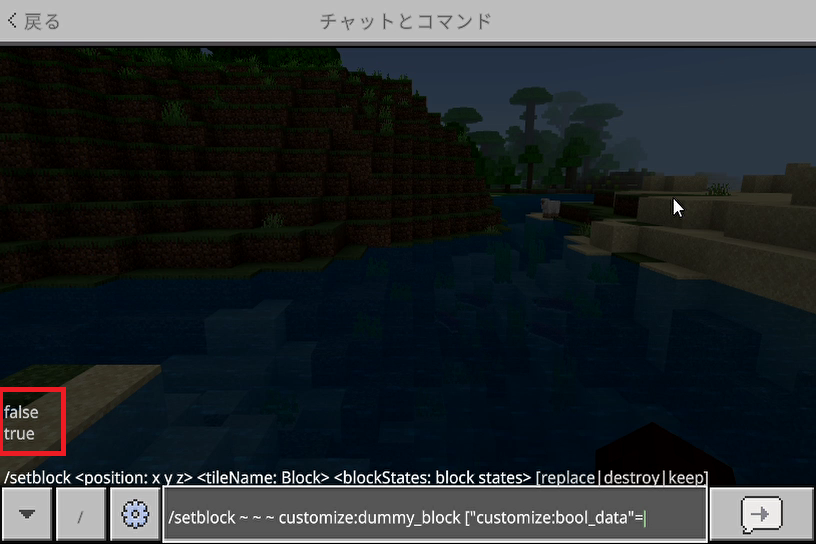 戻る
チャットとコマンド
false
true
/setblock <position: x y z> <tileName: Block> <blockStates: block states> [replace|destroy|keep]
/
/setblock ~ ~ ~ customize:dummy_block ["customize:bool_data"=